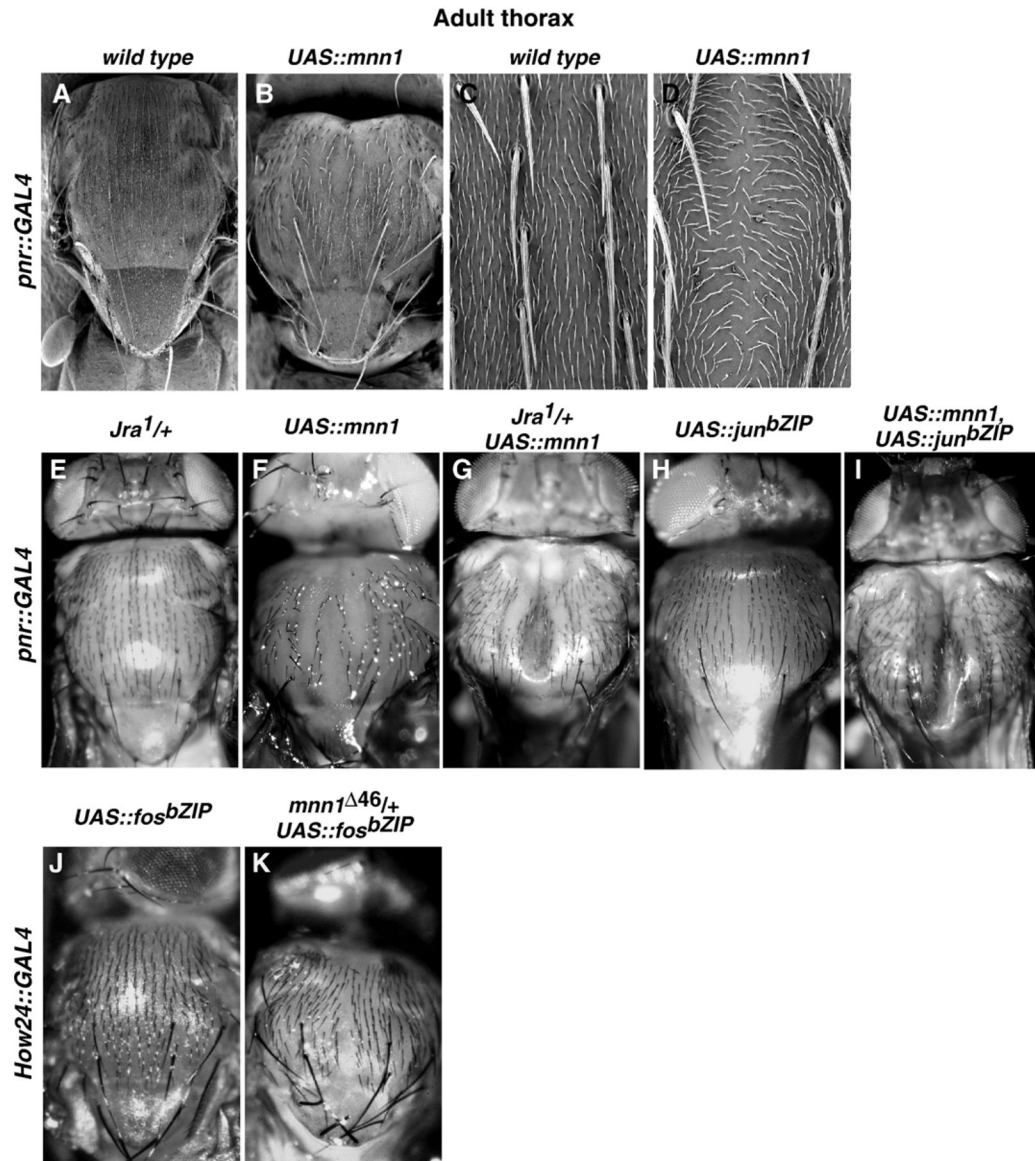 Adult thorax
wild type UAS::mnn1 wild type UAS::mnn1
A B C D
pnr::GAL4
Jra1/+ UAS::mnn1 Jra1/+ UAS::junbZIP UAS::mnn1,
UAS::mnn1 UAS::junbZIP
E F G H I
pnr::GAL4
UAS::fosbZIP mnn1Δ46/+
UAS::fosbZIP
J K
How24::GAL4